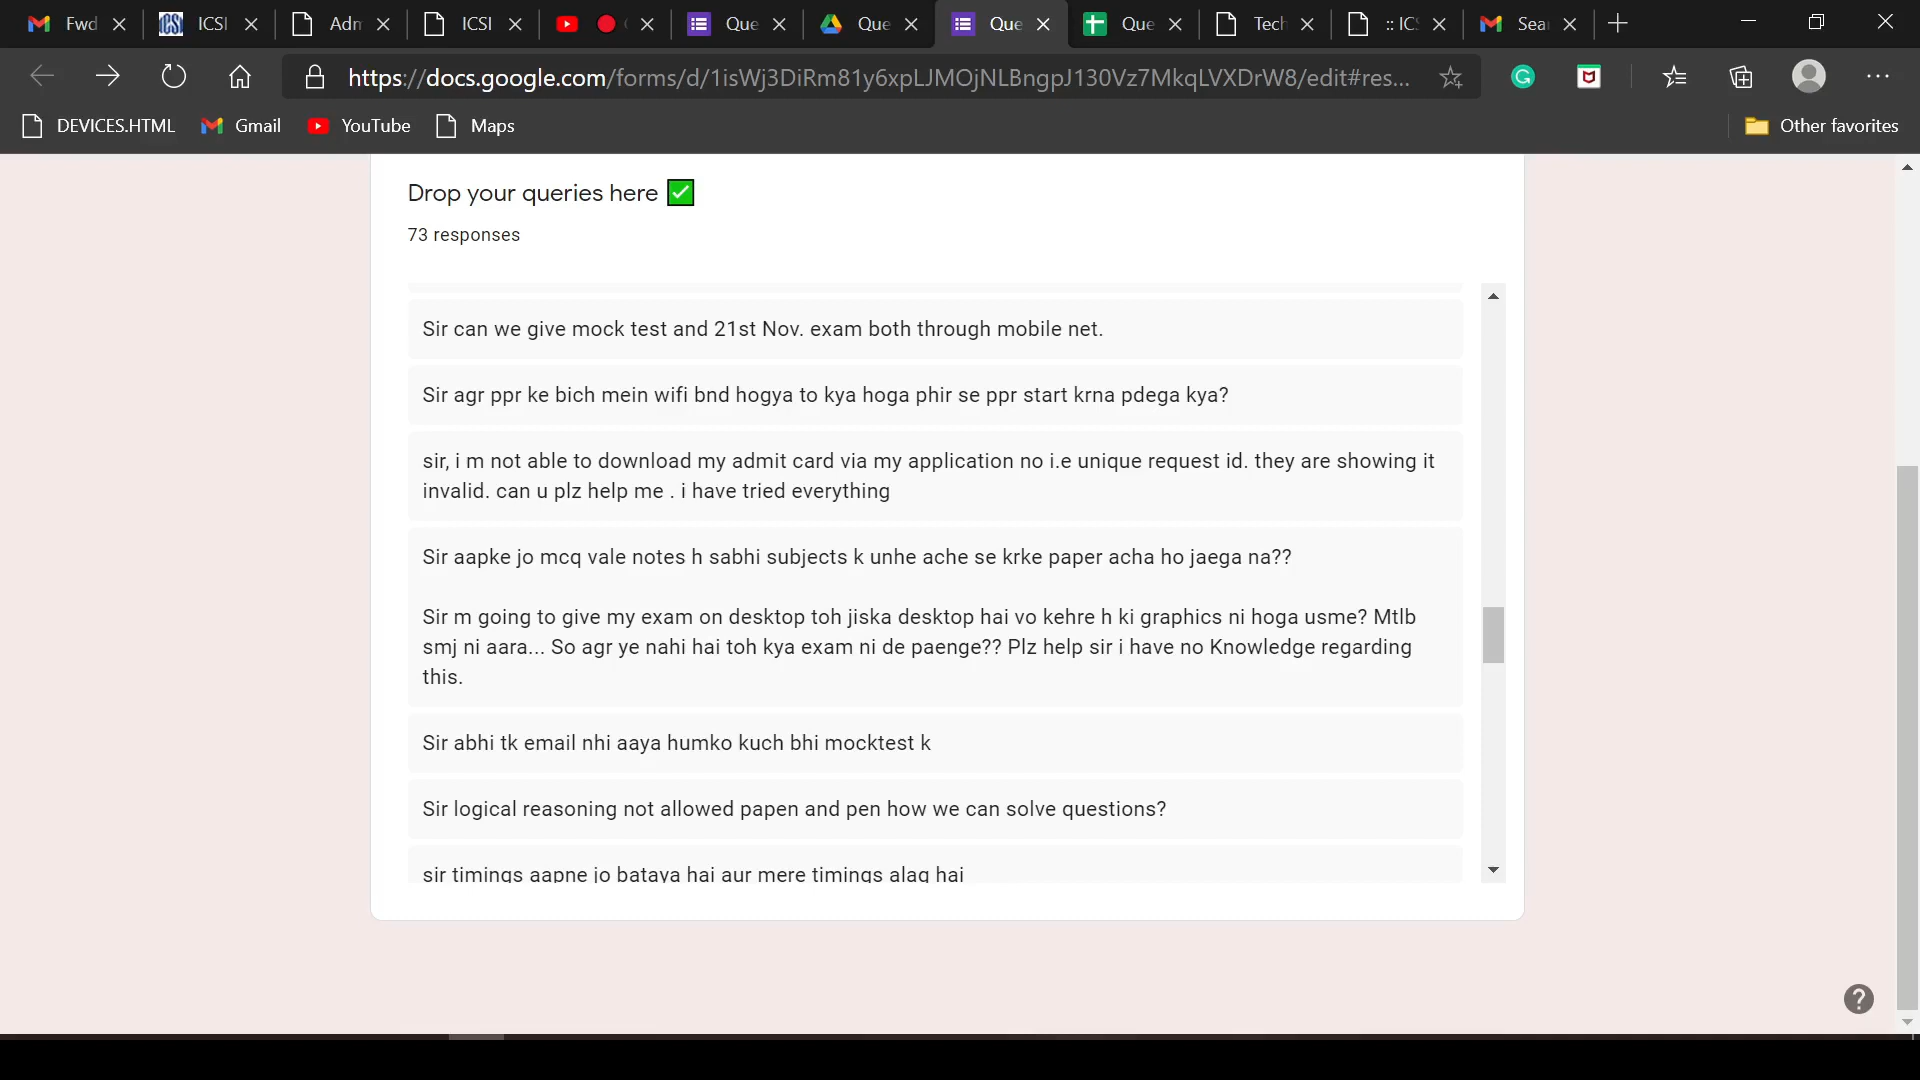 Fwd
ICSI
Adn
ICSI
Que
Que
Que
Que
Tech
:: IC
Sea
https://docs.google.com/forms/d/1isWj3DiRm81y6xpLJMOjNLBngpJ130Vz7MkqLVXDrW8/edit#res...
DEVICES.HTML
Gmail
YouTube
Maps
Other favorites
Drop your queries here
73 responses
Sir can we give mock test and 21st Nov. exam both through mobile net.
Sir agr ppr ke bich mein wifi bnd hogya to kya hoga phir se ppr start krna pdega kya?
sir, i m not able to download my admit card via my application no i.e unique request id. they are showing it
invalid. can u plz help me . i have tried everything
Sir aapke jo mcq vale notes h sabhi subjects k unhe ache se krke paper acha ho jaega na??
Sir m going to give my exam on desktop toh jiska desktop hai vo kehre h ki graphics ni hoga usme? Mtlb
smj ni aara... So agr ye nahi hai toh kya exam ni de paenge?? Plz help sir i have no Knowledge regarding
this.
Sir abhi tk email nhi aaya humko kuch bhi mocktest k
Sir logical reasoning not allowed papen and pen how we can solve questions?
sir timings aapne jo bataya hai aur mere timings alag hai